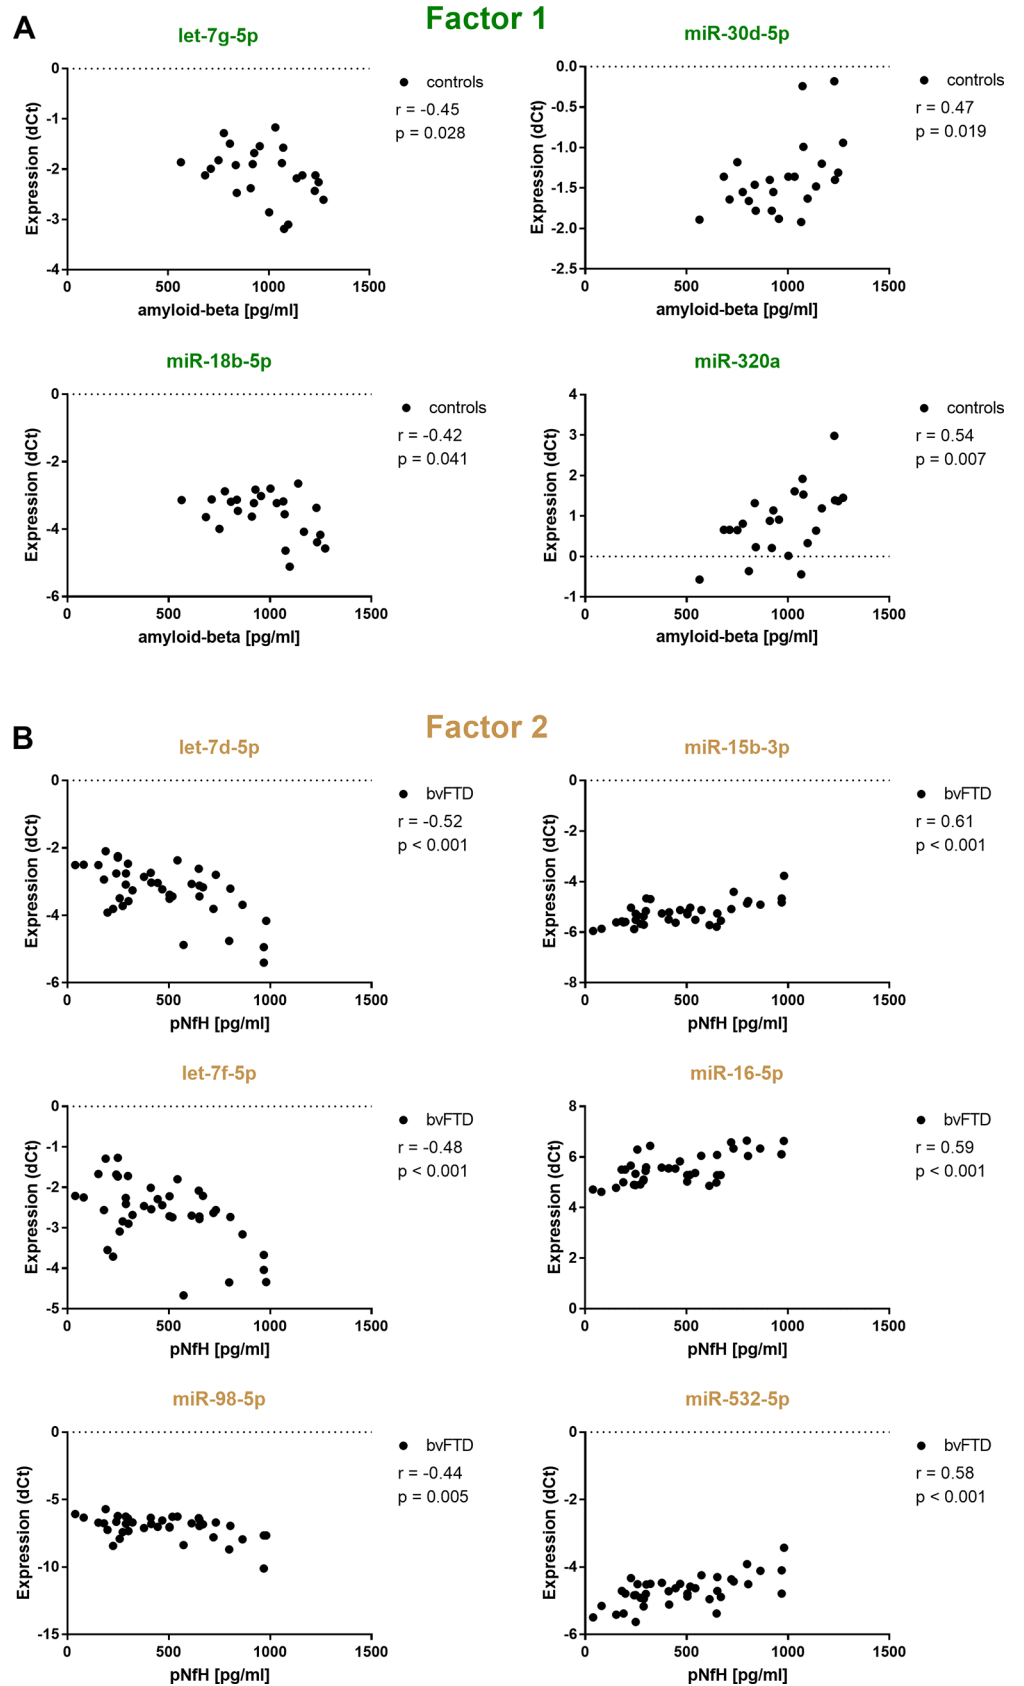 A
Factor 1
let-7g-5p
0
-1
-2
-3
-4
Expression (dCt)
0
500
1000
1500
amyloid-beta [pg/ml]
controls
r = -0.45
p = 0.028
miR-30d-5p
0.0
-0.5
-1.0
-1.5
-2.0
-2.5
Expression (dCt)
0
500
1000
1500
amyloid-beta [pg/ml]
controls
r = 0.47
p = 0.019
miR-18b-5p
0
-2
-4
-6
Expression (dCt)
0
500
1000
1500
amyloid-beta [pg/ml]
controls
r = -0.42
p = 0.041
miR-320a
4
3
2
1
0
-1
Expression (dCt)
0
500
1000
1500
amyloid-beta [pg/ml]
controls
r = 0.54
p = 0.007
B
Factor 2
let-7d-5p
0
-2
-4
-6
Expression (dCt)
0
500
1000
1500
pNfH [pg/ml]
bvFTD
r = -0.52
p < 0.001
miR-15b-3p
0
-2
-4
-6
-8
Expression (dCt)
0
500
1000
1500
pNfH [pg/ml]
bvFTD
r = 0.61
p < 0.001
let-7f-5p
0
-1
-2
-3
-4
-5
Expression (dCt)
0
500
1000
1500
pNfH [pg/ml]
bvFTD
r = -0.48
p < 0.001
miR-16-5p
8
6
4
2
0
Expression (dCt)
0
500
1000
1500
pNfH [pg/ml]
bvFTD
r = 0.59
p < 0.001
miR-98-5p
0
-5
-10
-15
Expression (dCt)
0
500
1000
1500
pNfH [pg/ml]
bvFTD
r = -0.44
p = 0.005
miR-532-5p
0
-2
-4
-6
Expression (dCt)
0
500
1000
1500
pNfH [pg/ml]
bvFTD
r = 0.58
p < 0.001